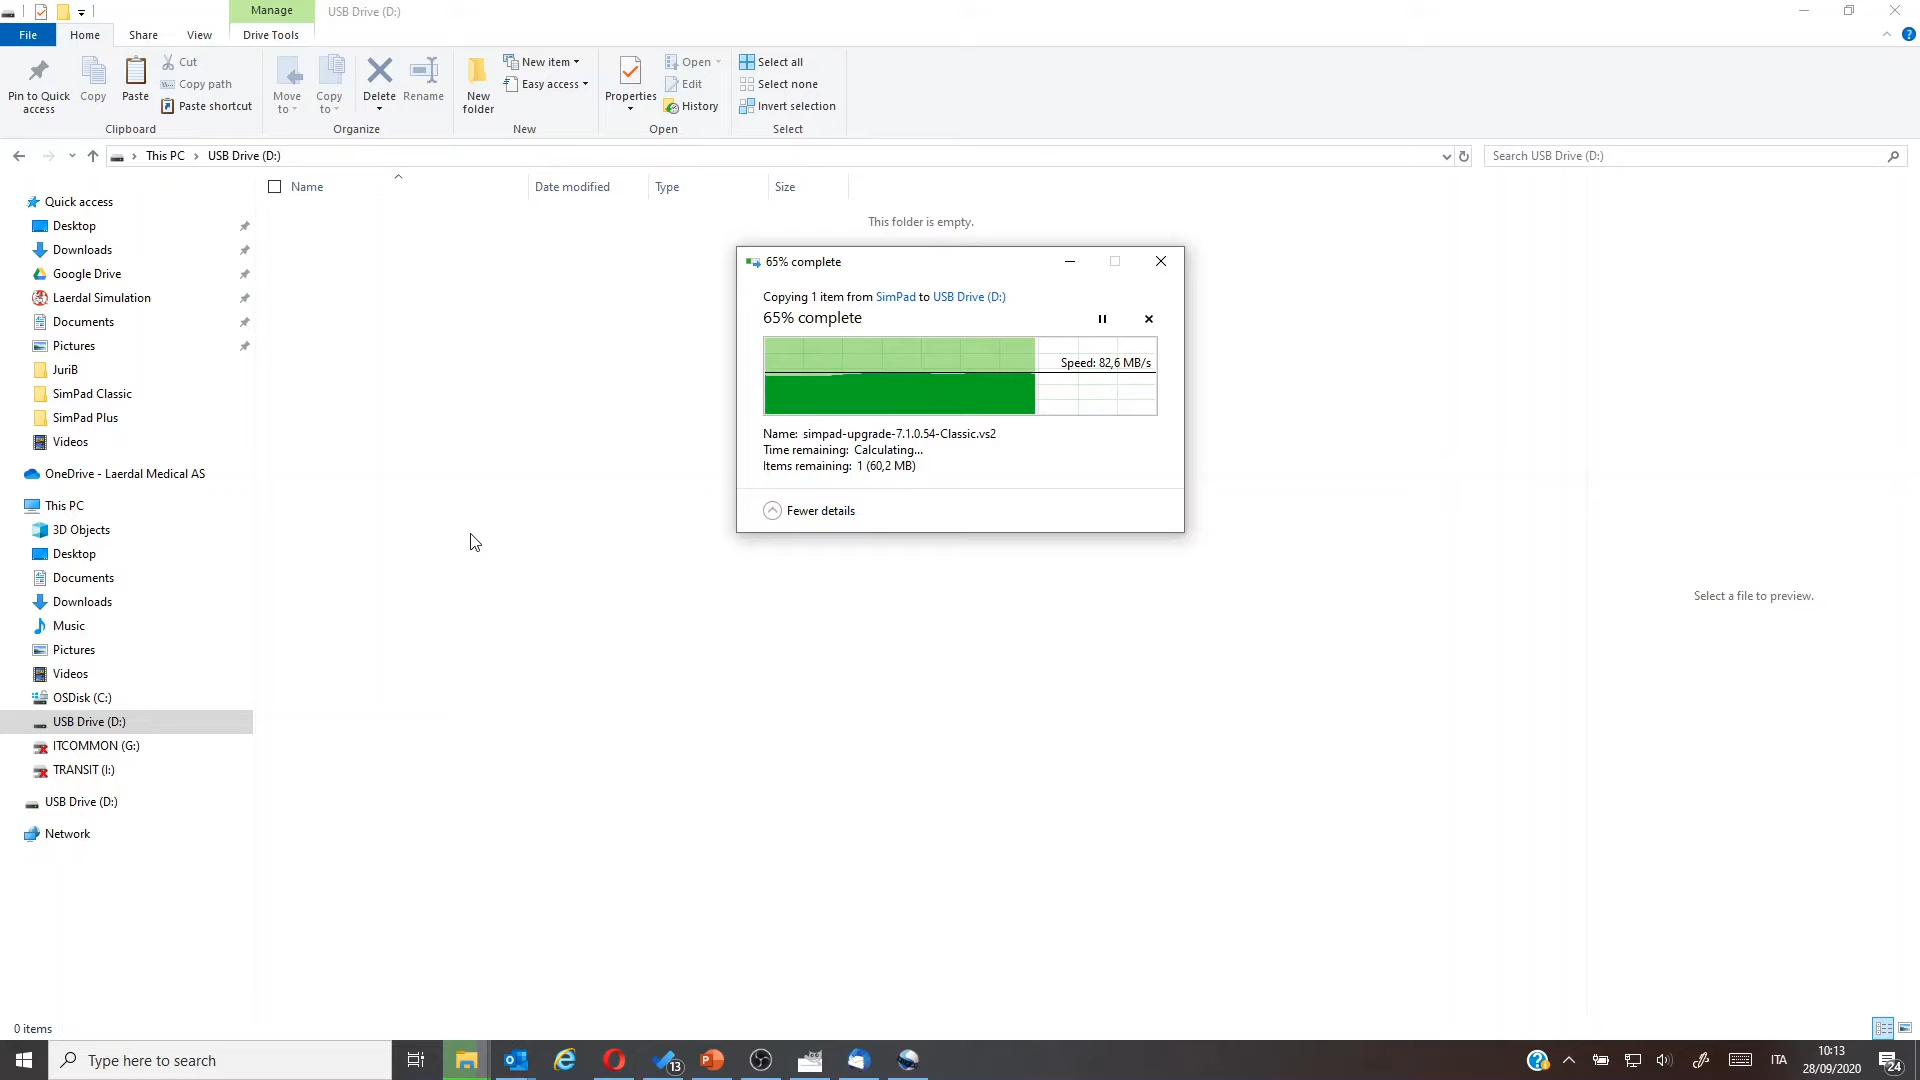 Manage
USB Drive (D:)
File
Home
Share
View
Drive Tools
Pin to Quick access
Copy
Paste
Cut
Copy path
Paste shortcut
Clipboard
Move to
Copy to
Delete
Rename
Organize
New folder
New item
Easy access
New
Properties
Open
Edit
History
Open
Select all
Select none
Invert selection
Select
This PC
USB Drive (D:)
Search USB Drive (D:)
Name
Date modified
Type
Size
This folder is empty.
Quick access
Desktop
Downloads
Google Drive
Laerdal Simulation
Documents
Pictures
JuriB
SimPad Classic
SimPad Plus
Videos
OneDrive - Laerdal Medical AS
This PC
3D Objects
Desktop
Documents
Downloads
Music
Pictures
Videos
OSDisk (C:)
USB Drive (D:)
ITCOMMON (G:)
TRANSIT (I:)
USB Drive (D:)
Network
65% complete
Copying 1 item from SimPad to USB Drive (D:)
65% complete
Speed: 82,6 MB/s
Name: simpad-upgrade-7.1.0.54-Classic.vs2
Time remaining: Calculating...
Items remaining: 1 (60,2 MB)
Fewer details
Select a file to preview.
0 items
Type here to search
13
ITA
10:13
28/09/2020
24